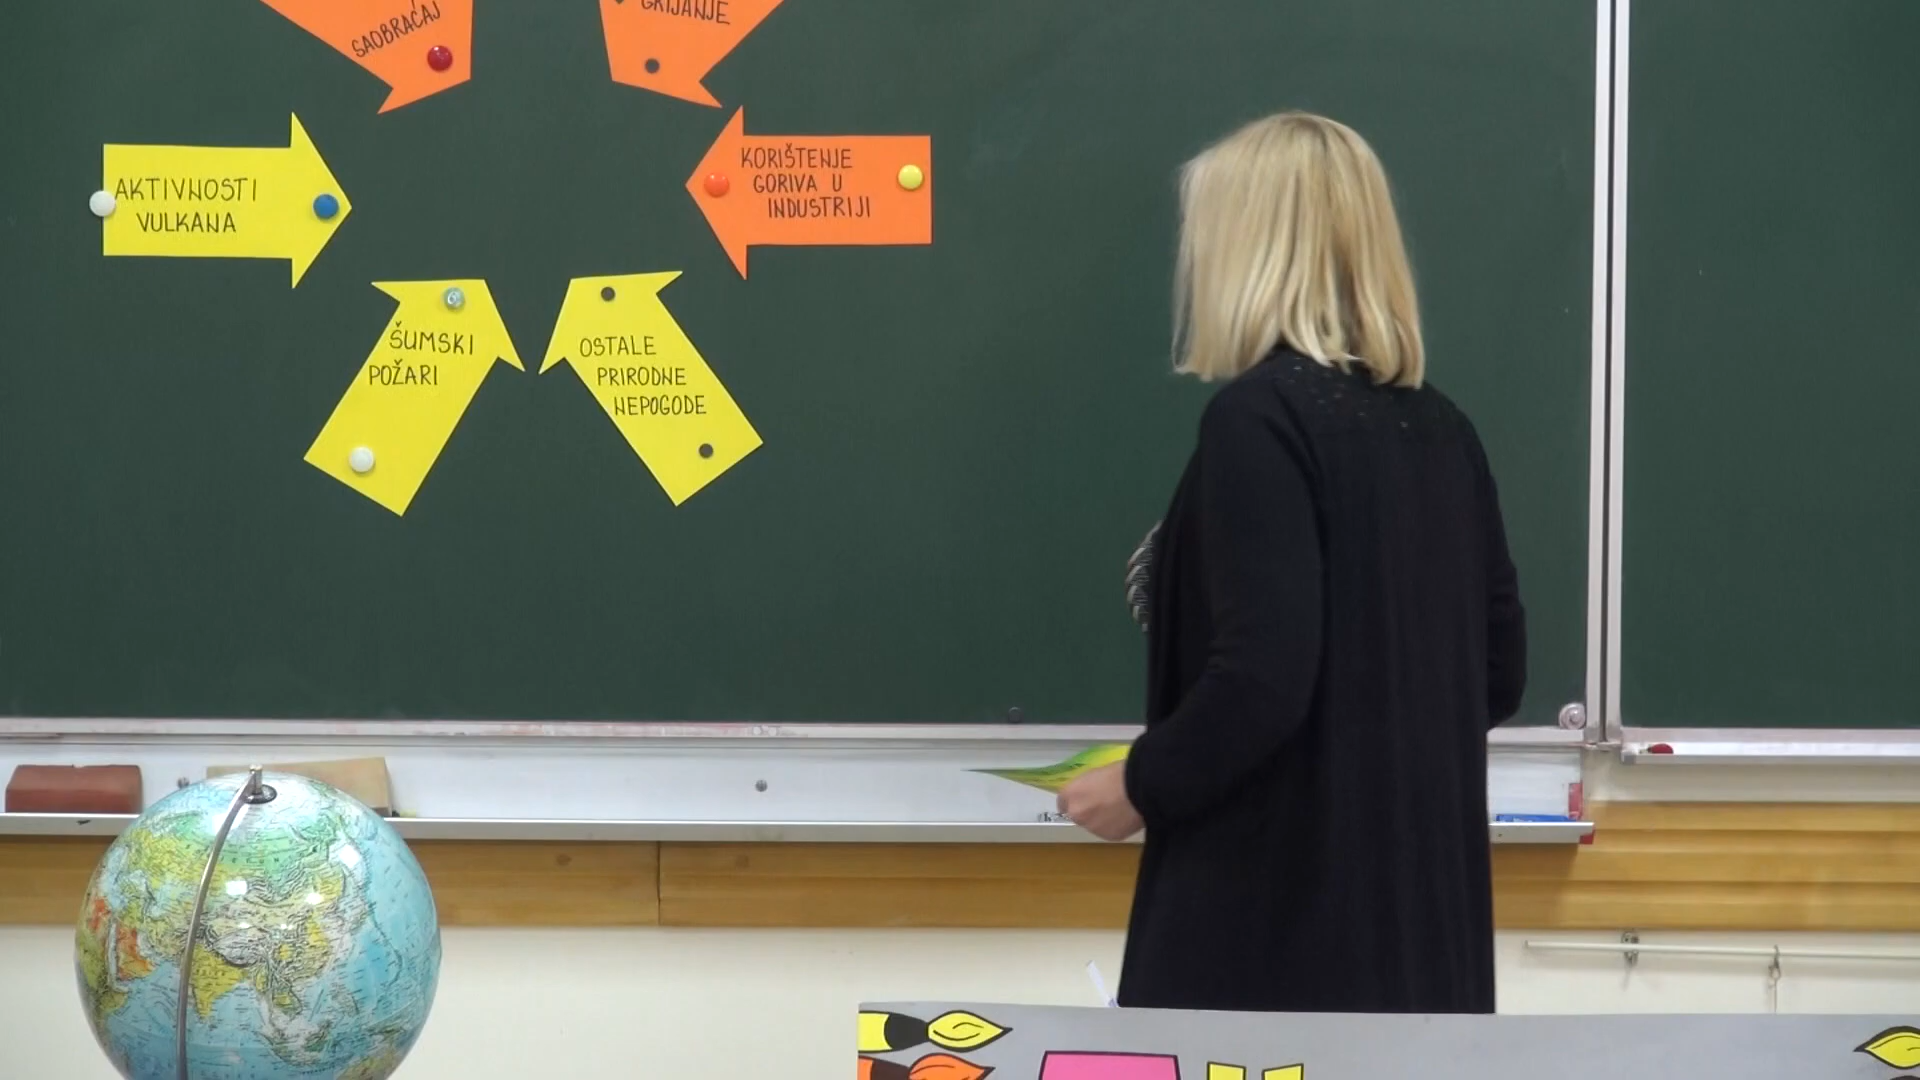 SAOBRAĆAJ
GRIJANJE
AKTIVNOSTI
VULKANA
KORIŠTENJE
GORIVA U
INDUSTRIJI
ŠUMSKI
POŽARI
OSTALE
PRIRODNE
NEPOGODE